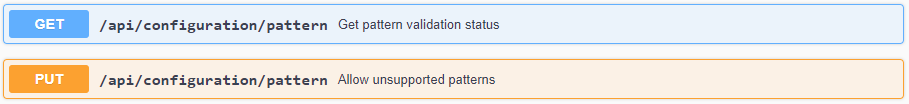 GET /api/configuration/pattern Get pattern validation status
PUT /api/configuration/pattern Allow unsupported patterns